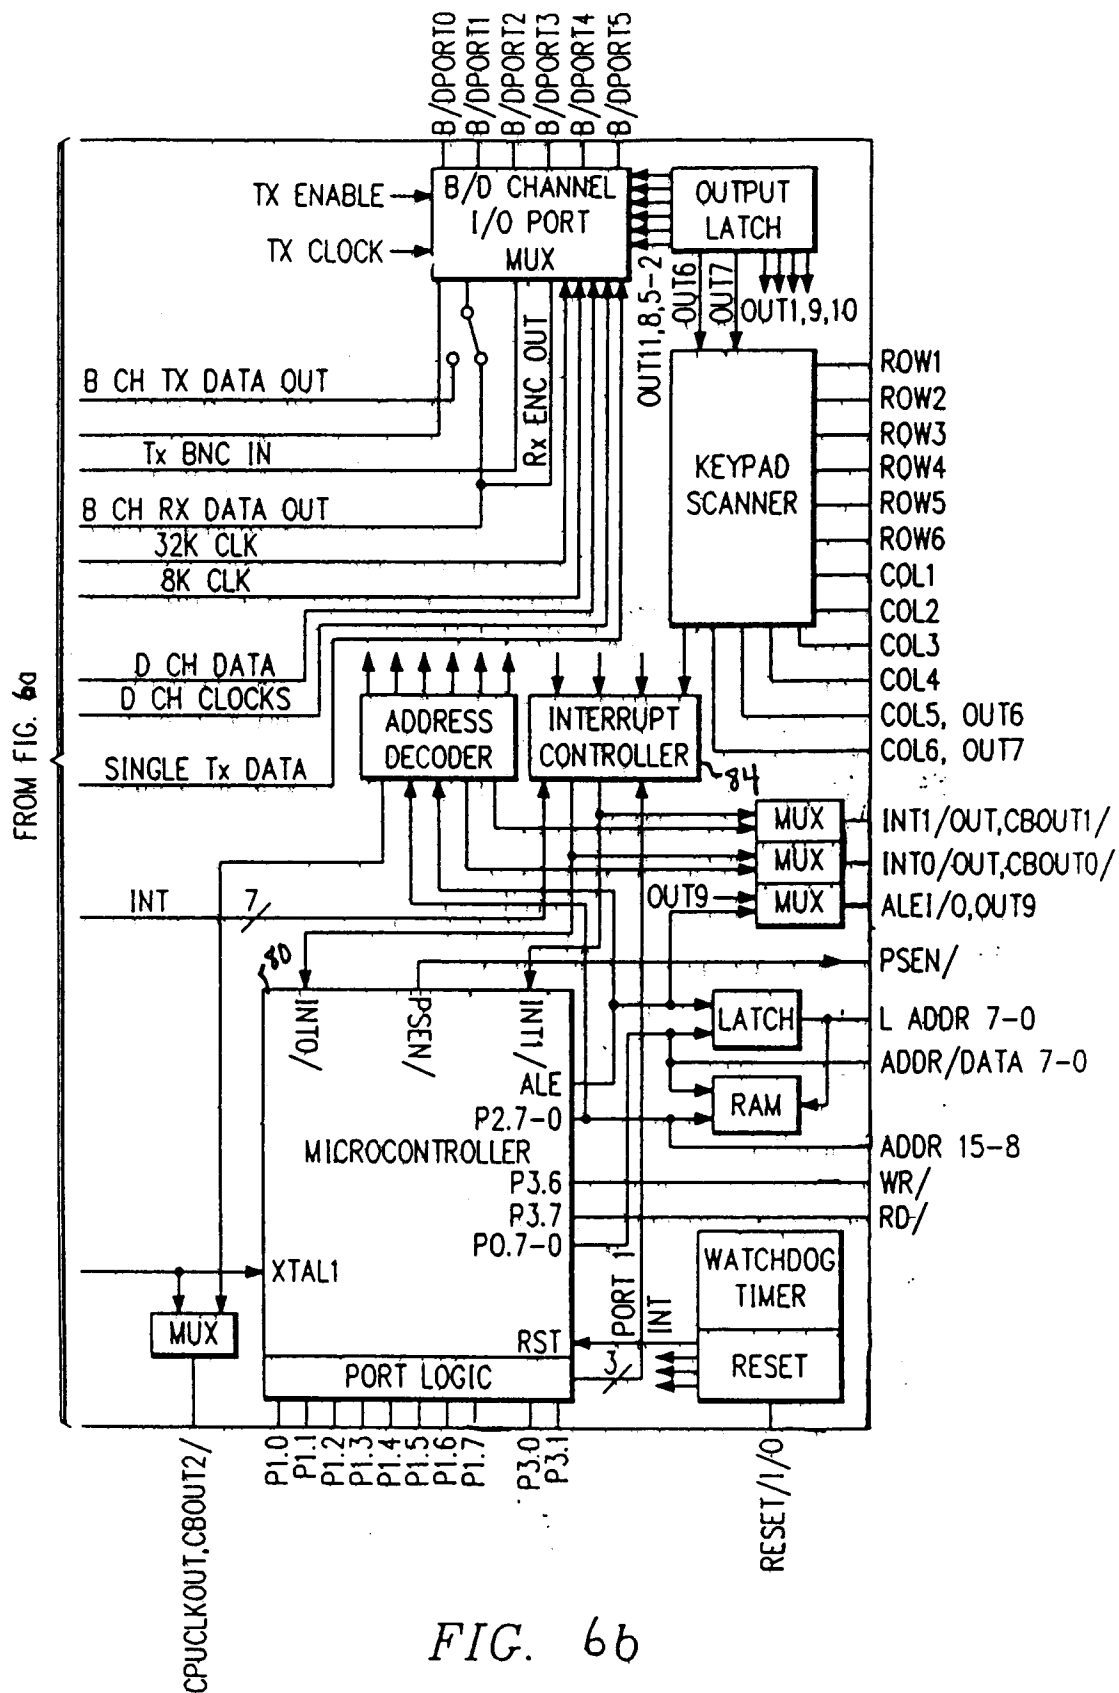 B/DPORT0
B/DPORT1
B/DPORT2
B/DPORT3
B/DPORT4
B/DPORT5
TX ENABLE
TX CLOCK
B/D CHANNEL
I/O PORT
MUX
OUTPUT
LATCH
OUT11,8,5-2
OUT6
OUT7
OUT1,9,10
B CH TX DATA OUT
Tx BNC IN
Rx ENC OUT
B CH RX DATA OUT
32K CLK
8K CLK
D CH DATA
D CH CLOCKS
SINGLE Tx DATA
FROM FIG. 6a
KEYPAD
SCANNER
ROW1
ROW2
ROW3
ROW4
ROW5
ROW6
COL1
COL2
COL3
COL4
COL5, OUT6
COL6, OUT7
ADDRESS
DECODER
INTERRUPT
CONTROLLER
84
MUX
INT1/OUT,CBOUT1/
MUX
INT0/OUT,CBOUT0/
OUT9
MUX
ALEI/O,OUT9
INT
7
80
PSEN/
INT0/
PSEN/
INT1/
LATCH
L ADDR 7-0
ADDR/DATA 7-0
ALE
RAM
P2.7-0
MICROCONTROLLER
ADDR 15-8
P3.6
WR/
P3.7
RD/
P0.7-0
XTAL1
PORT 1
INT
WATCHDOG
TIMER
MUX
RST
RESET
PORT LOGIC
3
P1.0
P1.1
P1.2
P1.3
P1.4
P1.5
P1.6
P1.7
P3.0
P3.1
CPUCLKOUT,CBOUT2/
RESET/I/O
FIG. 6b